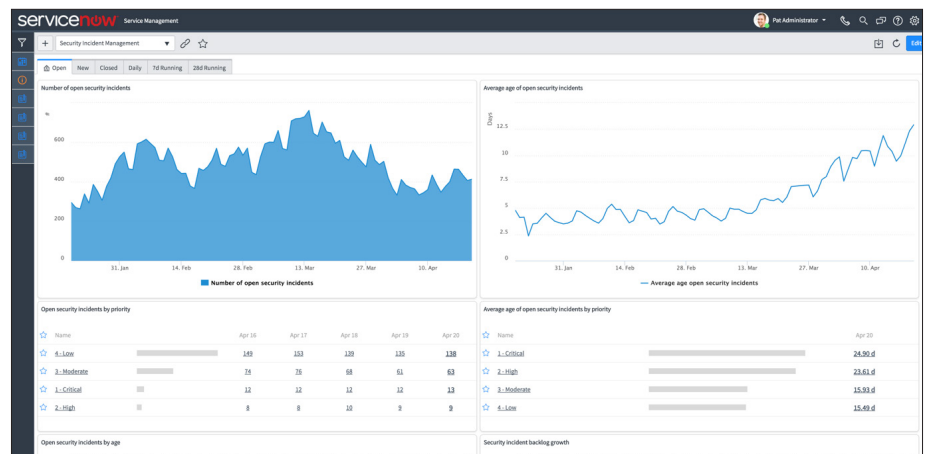 servicenow Service Management Pat Administrator
Security Incident Management Edit
Open New Closed Daily 7d Running 28d Running
Number of open security incidents
#
600
400
200
0
31. Jan 14. Feb 28. Feb 13. Mar 27. Mar 10. Apr
Number of open security incidents
Average age of open security incidents
Days
12.5
10
7.5
5
2.5
0
31. Jan 14. Feb 28. Feb 13. Mar 27. Mar 10. Apr
Average age open security incidents
Open security incidents by priority
Name Apr 16 Apr 17 Apr 18 Apr 19 Apr 20
4 - Low 149 153 139 135 138
3 - Moderate 74 76 68 61 63
1 - Critical 12 12 12 12 13
2 - High 8 8 10 9 9
Average age of open security incidents by priority
Name Apr 20
1 - Critical 24.90 d
2 - High 23.61 d
3 - Moderate 15.93 d
4 - Low 15.49 d
Open security incidents by age
Security incident backlog growth